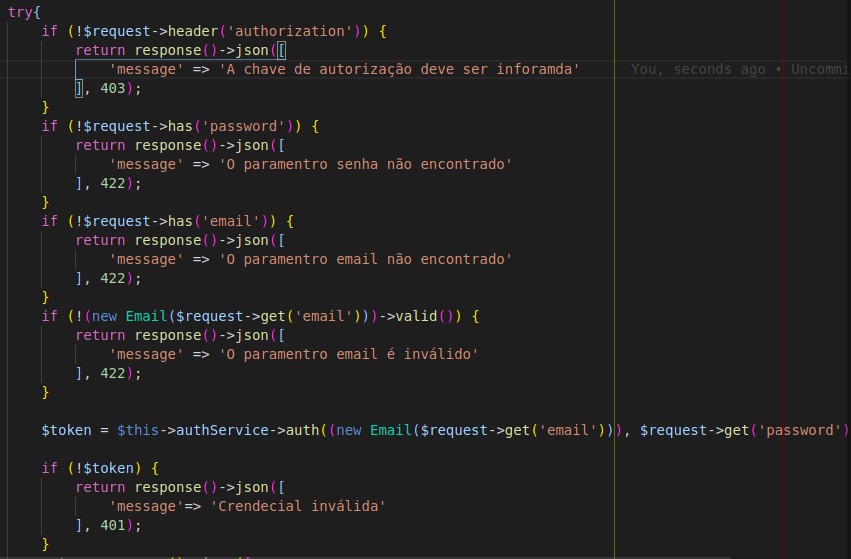 try{
if (!$request->header('authorization')) {
return response()->json([
'message' => 'A chave de autorização deve ser inforamda' You, seconds ago • Uncommi
], 403);
}
if (!$request->has('password')) {
return response()->json([
'message' => 'O paramentro senha não encontrado'
], 422);
}
if (!$request->has('email')) {
return response()->json([
'message' => 'O paramentro email não encontrado'
], 422);
}
if (!(new Email($request->get('email')))->valid()) {
return response()->json([
'message' => 'O paramentro email é inválido'
], 422);
}
$token = $this->authService->auth((new Email($request->get('email'))), $request->get('password')
if (!$token) {
return response()->json([
'message'=> 'Crendecial inválida'
], 401);
}